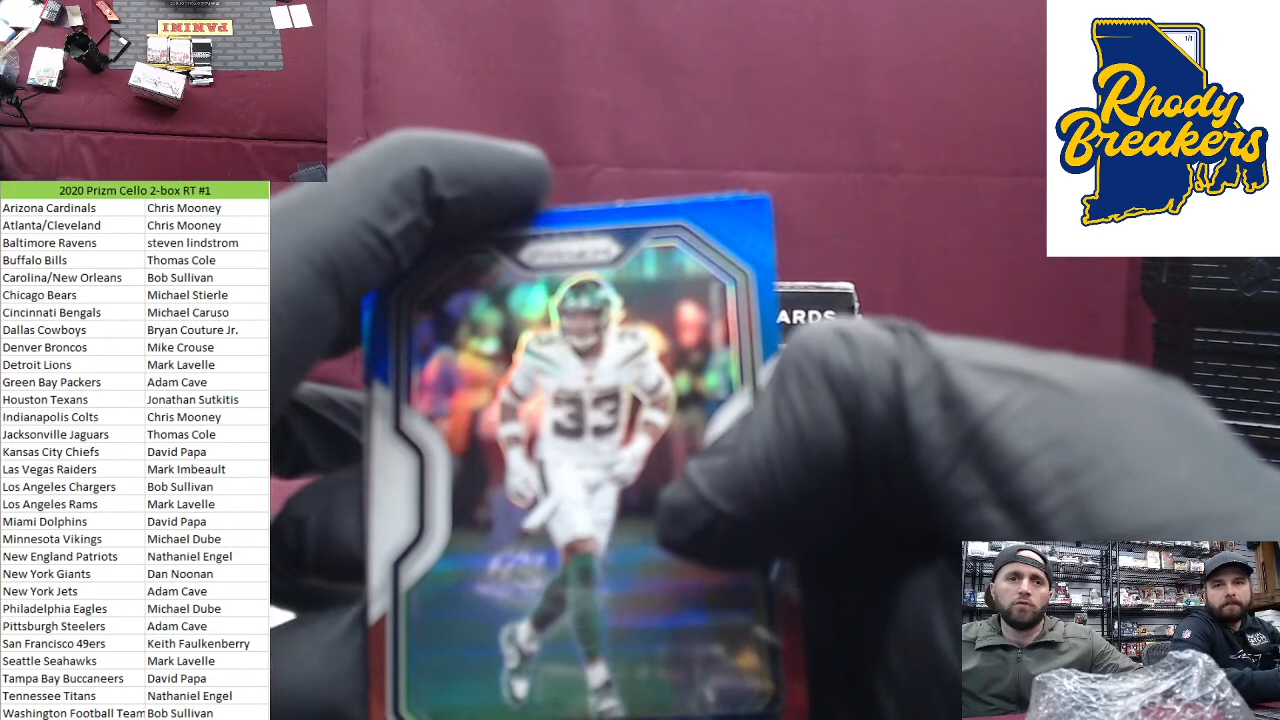 PANINI
2020 Prizm Cello 2-box RT #1
Arizona Cardinals Chris Mooney
Atlanta/Cleveland Chris Mooney
Baltimore Ravens steven lindstrom
Buffalo Bills Thomas Cole
Carolina/New Orleans Bob Sullivan
Chicago Bears Michael Stierle
Cincinnati Bengals Michael Caruso
Dallas Cowboys Bryan Couture Jr.
Denver Broncos Mike Crouse
Detroit Lions Mark Lavelle
Green Bay Packers Adam Cave
Houston Texans Jonathan Sutkitis
Indianapolis Colts Chris Mooney
Jacksonville Jaguars Thomas Cole
Kansas City Chiefs David Papa
Las Vegas Raiders Mark Imbeault
Los Angeles Chargers Bob Sullivan
Los Angeles Rams Mark Lavelle
Miami Dolphins David Papa
Minnesota Vikings Michael Dube
New England Patriots Nathaniel Engel
New York Giants Dan Noonan
New York Jets Adam Cave
Philadelphia Eagles Michael Dube
Pittsburgh Steelers Adam Cave
San Francisco 49ers Keith Faulkenberry
Seattle Seahawks Mark Lavelle
Tampa Bay Buccaneers David Papa
Tennessee Titans Nathaniel Engel
Washington Football Team Bob Sullivan
33
ARDS
1/1
Rhody
Breakers